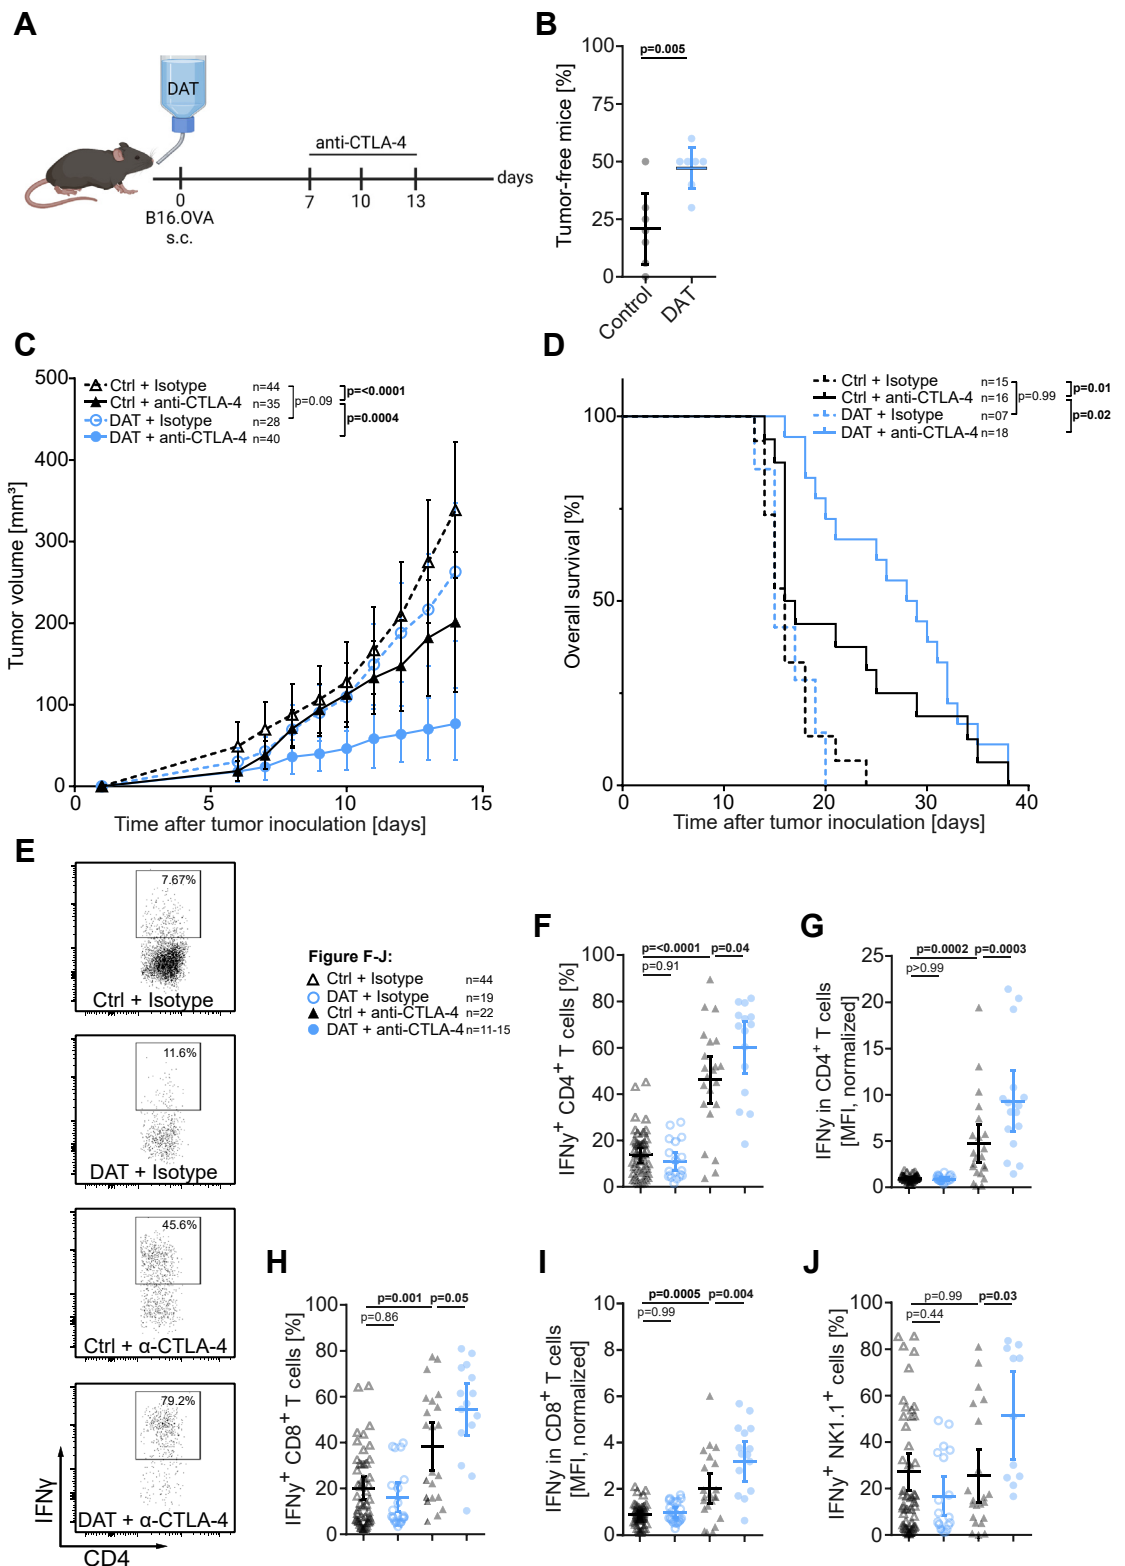 A
DAT
anti-CTLA-4
days
0
7
10
13
B16.OVA
s.c.
B
Tumor-free mice [%]
100
75
50
25
0
p=0.005
Control
DAT
C
Tumor volume [mm³]
500
400
300
200
100
0
0
5
10
15
Time after tumor inoculation [days]
Ctrl + Isotype n=44
Ctrl + anti-CTLA-4 n=35
DAT + Isotype n=28
DAT + anti-CTLA-4 n=40
p=0.09
p=<0.0001
p=0.0004
D
Overall survival [%]
100
50
0
0
10
20
30
40
Time after tumor inoculation [days]
Ctrl + Isotype n=15
Ctrl + anti-CTLA-4 n=16
DAT + Isotype n=07
DAT + anti-CTLA-4 n=18
p=0.99
p=0.01
p=0.02
E
7.67%
Ctrl + Isotype
11.6%
DAT + Isotype
45.6%
Ctrl + α-CTLA-4
79.2%
DAT + α-CTLA-4
IFNγ
CD4
Figure F-J:
Ctrl + Isotype n=44
DAT + Isotype n=19
Ctrl + anti-CTLA-4 n=22
DAT + anti-CTLA-4 n=11-15
F
IFNγ+ CD4+ T cells [%]
100
80
60
40
20
0
p=<0.0001
p=0.04
p=0.91
G
IFNγ in CD4+ T cells
[MFI, normalized]
25
20
15
10
5
0
p=0.0002
p=0.0003
p>0.99
H
IFNγ+ CD8+ T cells [%]
100
80
60
40
20
0
p=0.001
p=0.05
p=0.86
I
IFNγ in CD8+ T cells
[MFI, normalized]
10
8
6
4
2
0
p=0.0005
p=0.004
p=0.99
J
IFNγ+ NK1.1+ cells [%]
100
80
60
40
20
0
p=0.99
p=0.03
p=0.44